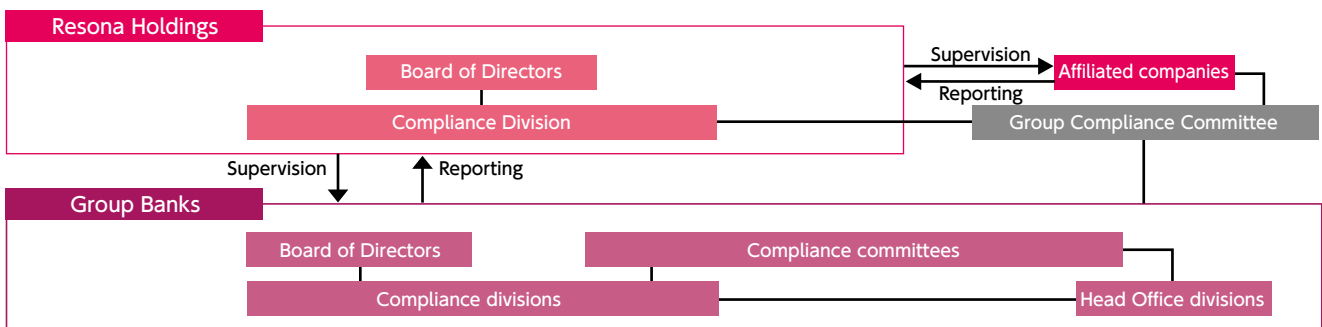 Resona Holdings
Board of Directors
Compliance Division
Supervision
Reporting
Affiliated companies
Group Compliance Committee
Supervision
Reporting
Group Banks
Board of Directors
Compliance committees
Compliance divisions
Head Office divisions